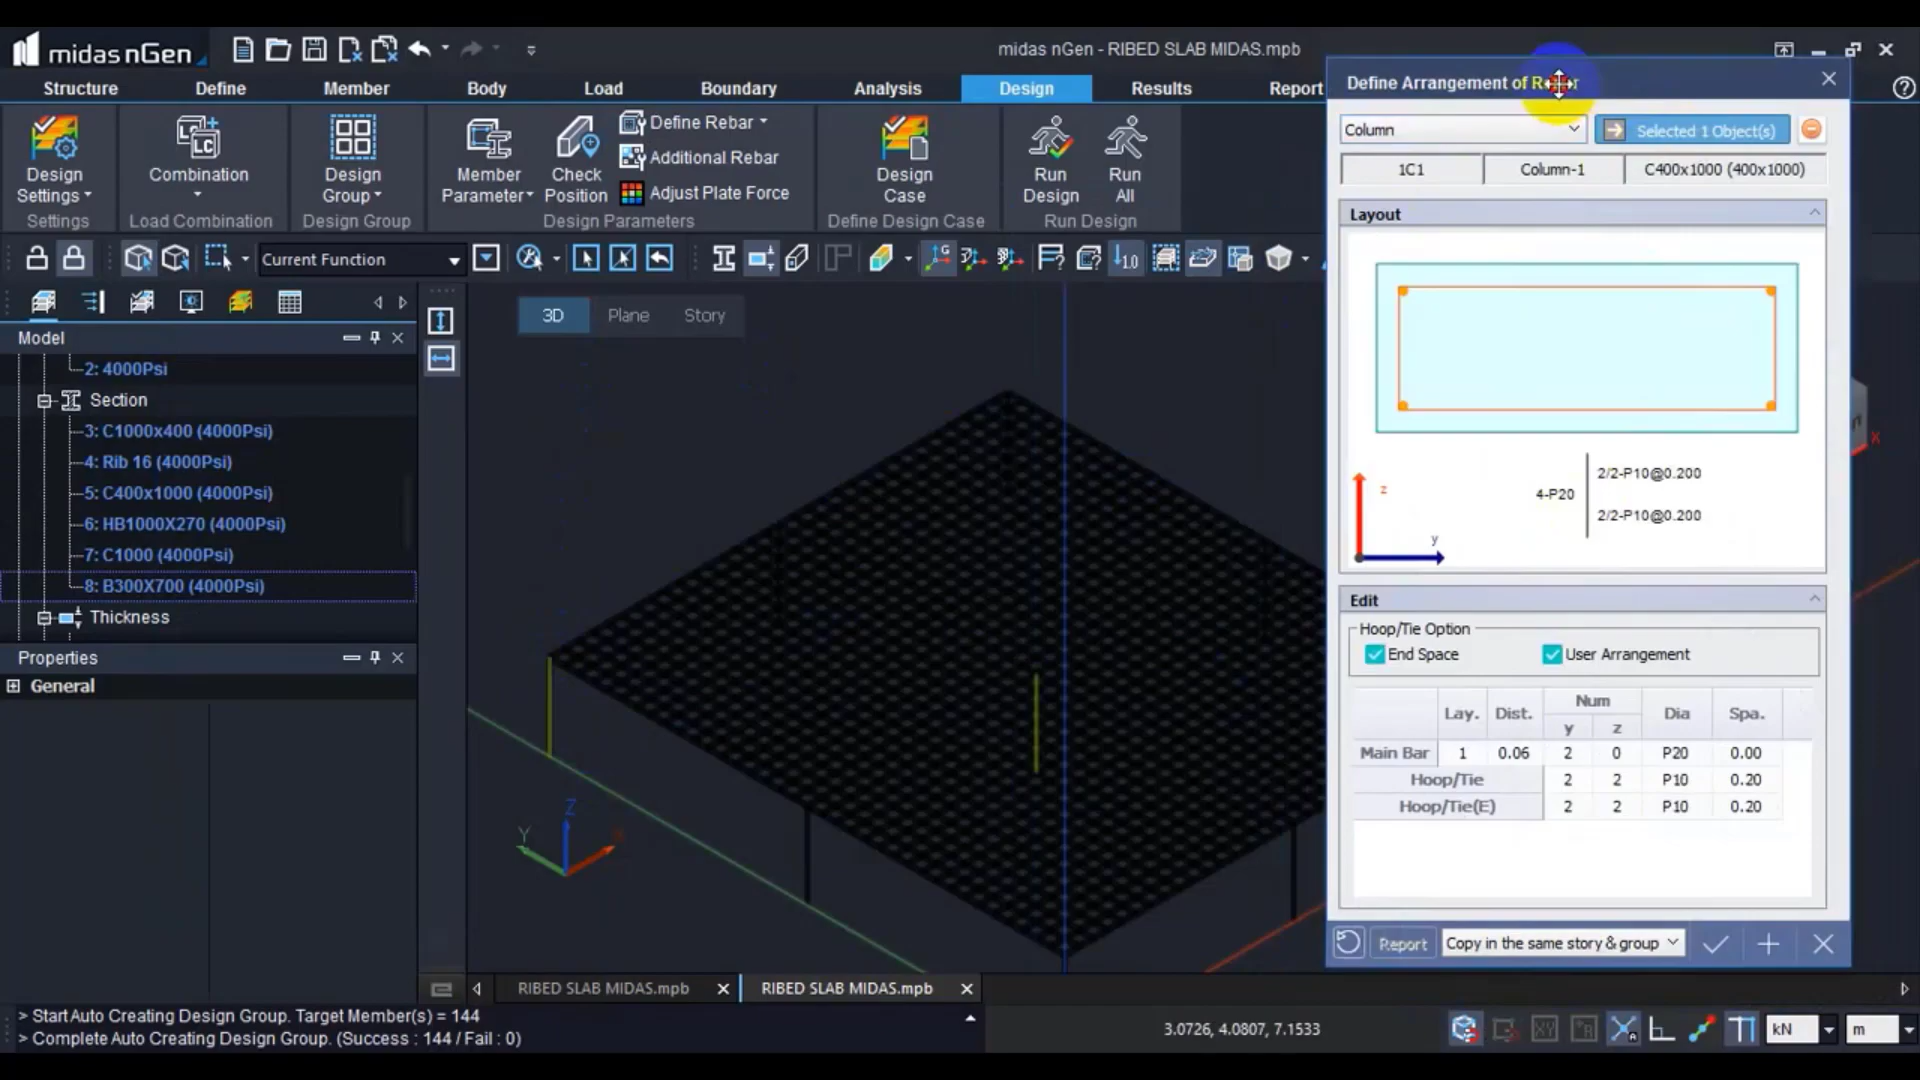 midas nGen
midas nGen - RIBED SLAB MIDAS.mpb
Structure Define Member Body Load Boundary Analysis Design Results Report
Design Settings
Combination
Design Group
Member Parameter
Check Position
Define Rebar
Additional Rebar
Adjust Plate Force
Design Case
Run Design
Run All
Settings Load Combination Design Group Design Parameters Define Design Case Run Design
Current Function
1.0
Model
2: 4000Psi
Section
3: C1000x400 (4000Psi)
4: Rib 16 (4000Psi)
5: C400x1000 (4000Psi)
6: HB1000X270 (4000Psi)
7: C1000 (4000Psi)
8: B300X700 (4000Psi)
Thickness
Properties
General
3D Plane Story
Z
Y
X
Define Arrangement of
Column
Selected 1 Object(s)
1C1 Column-1 C400x1000 (400x1000)
Layout
z
y
4-P20
2/2-P10@0.200
2/2-P10@0.200
Edit
Hoop/Tie Option
End Space User Arrangement
Lay. Dist. Num Dia Spa.
y z
Main Bar 1 0.06 2 0 P20 0.00
Hoop/Tie 2 2 P10 0.20
Hoop/Tie(E) 2 2 P10 0.20
Report
Copy in the same story & group
RIBED SLAB MIDAS.mpb
RIBED SLAB MIDAS.mpb
> Start Auto Creating Design Group. Target Member(s) = 144
> Complete Auto Creating Design Group. (Success : 144 / Fail : 0)
3.0726, 4.0807, 7.1533
kN
m